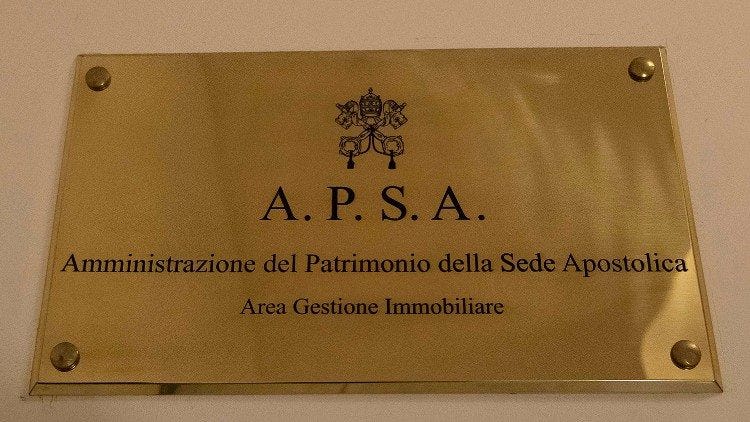 A. P. S. A.
Amministrazione del Patrimonio della Sede Apostolica
Area Gestione Immobiliare